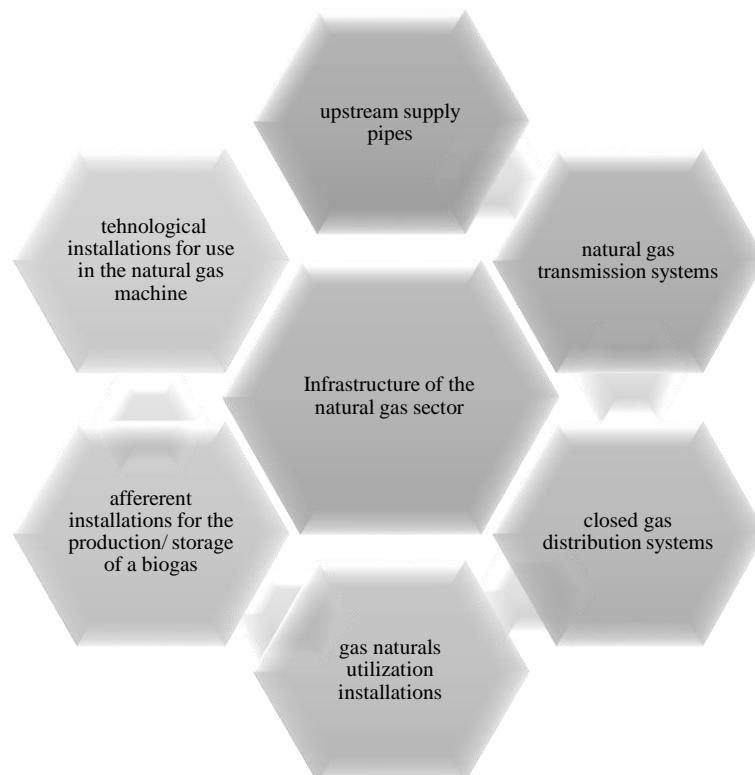 upstream supply
pipes
natural gas
transmission systems
closed gas
distribution systems
gas naturals
utilization
installations
affererent
installations for the
production/ storage
of a biogas
tehnological
installations for use
in the natural gas
machine
Infrastructure of the
natural gas sector